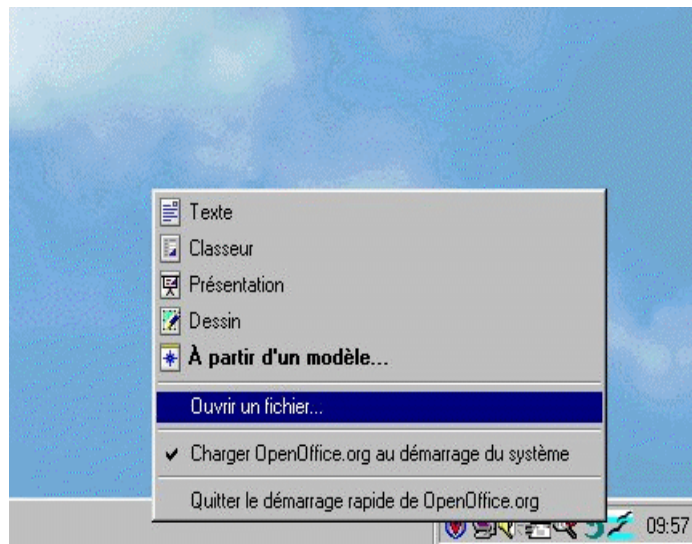 Texte
Classeur
Présentation
Dessin
À partir d'un modèle...
Ouvrir un fichier...
Charger OpenOffice.org au démarrage du système
Quitter le démarrage rapide de OpenOffice.org
09:57